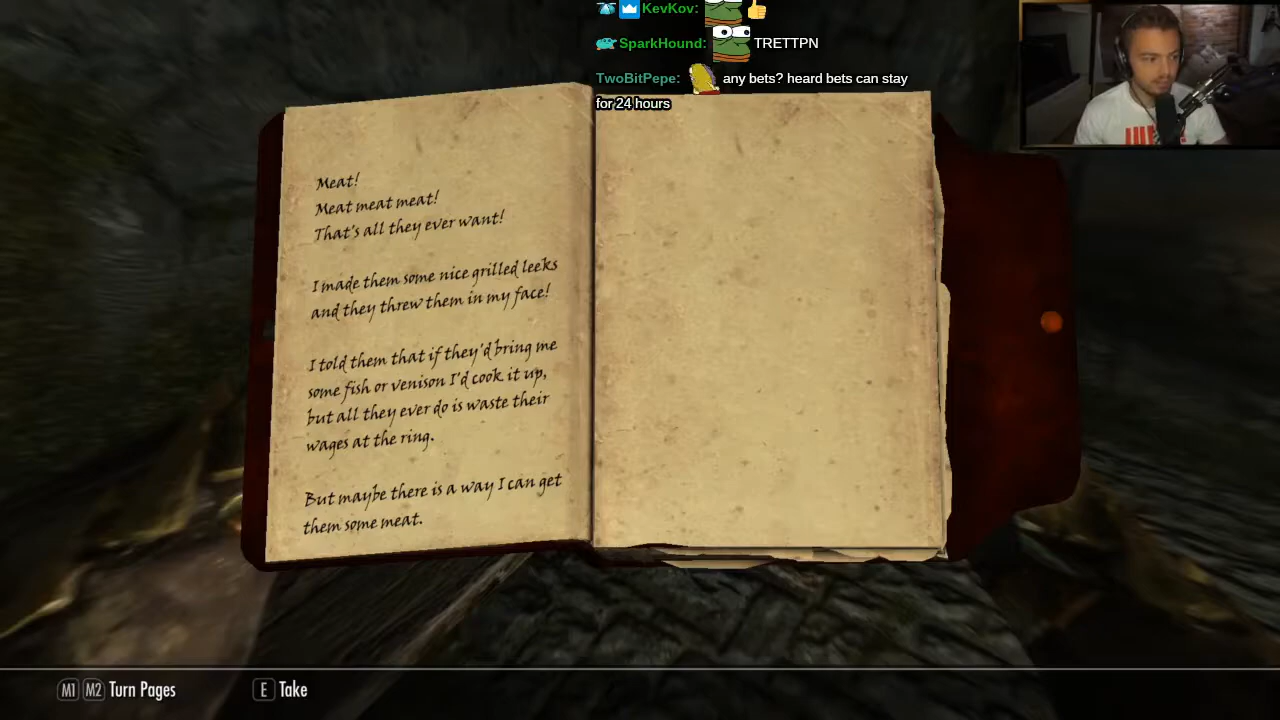 KevKov:
SparkHound: TRETTPN
TwoBitPepe: any bets? heard bets can stay
for 24 hours
Meat!
Meat meat meat!
That's all they ever want!
I made them some nice grilled leeks
and they threw them in my face!
I told them that if they'd bring me
some fish or venison I'd cook it up,
but all they ever do is waste their
wages at the ring.
But maybe there is a way I can get
them some meat.
M1 M2 Turn Pages
E Take